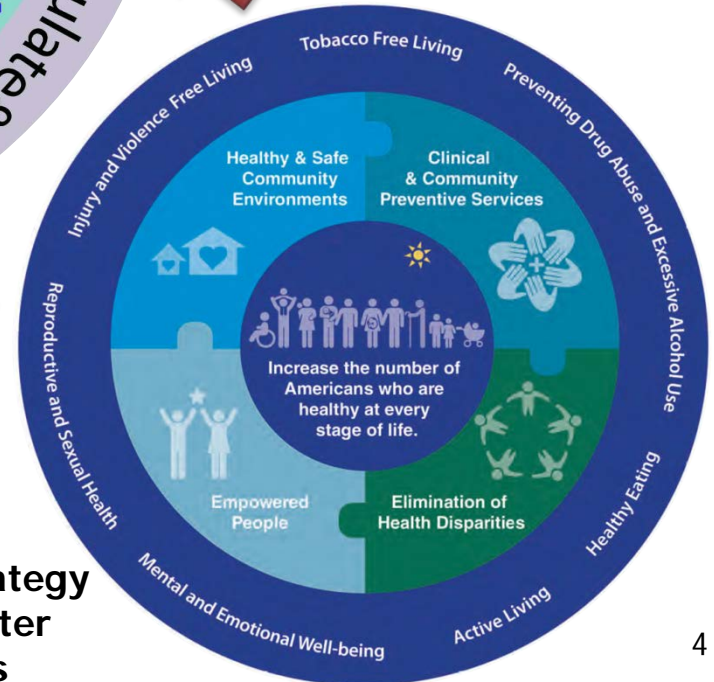 Tobacco Free Living
Preventing Drug Abuse and Excessive Alcohol Use
Healthy Eating
Active Living
Mental and Emotional Well-being
Reproductive and Sexual Health
Injury and Violence Free Living
Healthy & Safe
Community
Environments
Clinical
& Community
Preventive Services
Increase the number of
Americans who are
healthy at every
stage of life.
Empowered
People
Elimination of
Health Disparities
4